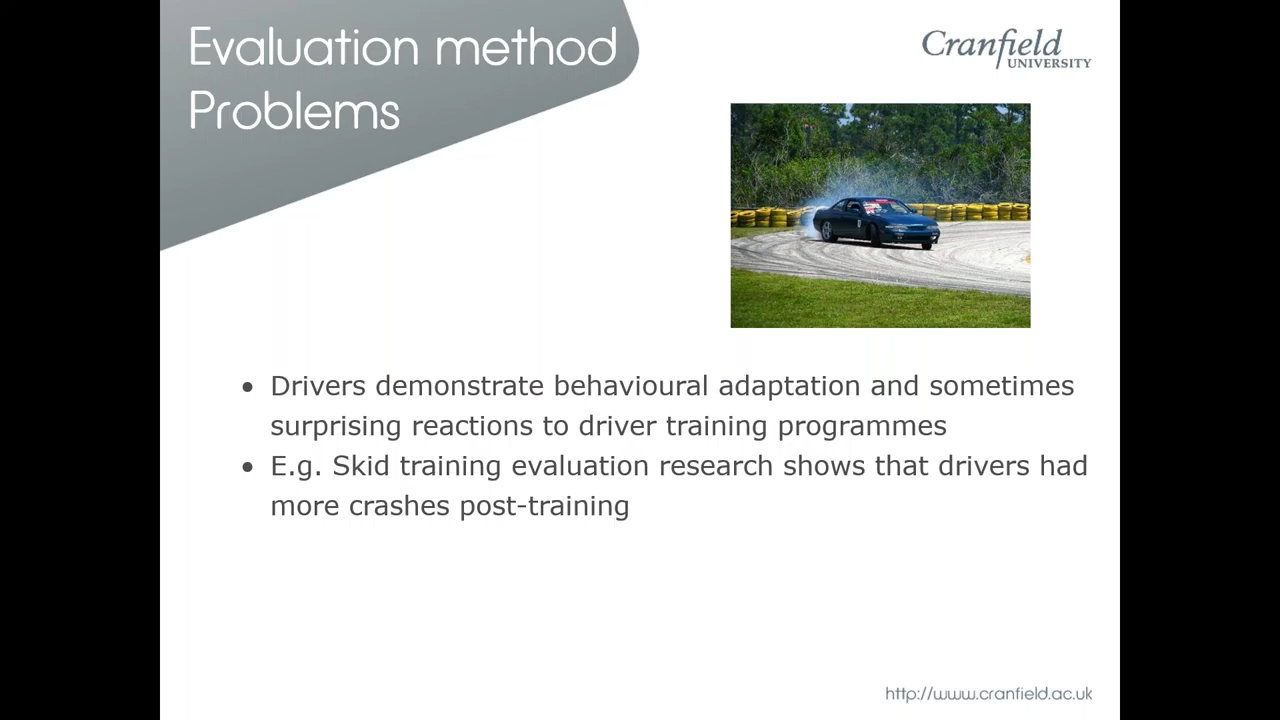 Evaluation method
Problems
Cranfield
UNIVERSITY
• Drivers demonstrate behavioural adaptation and sometimes
surprising reactions to driver training programmes
• E.g. Skid training evaluation research shows that drivers had
more crashes post-training
http://www.cranfield.ac.uk